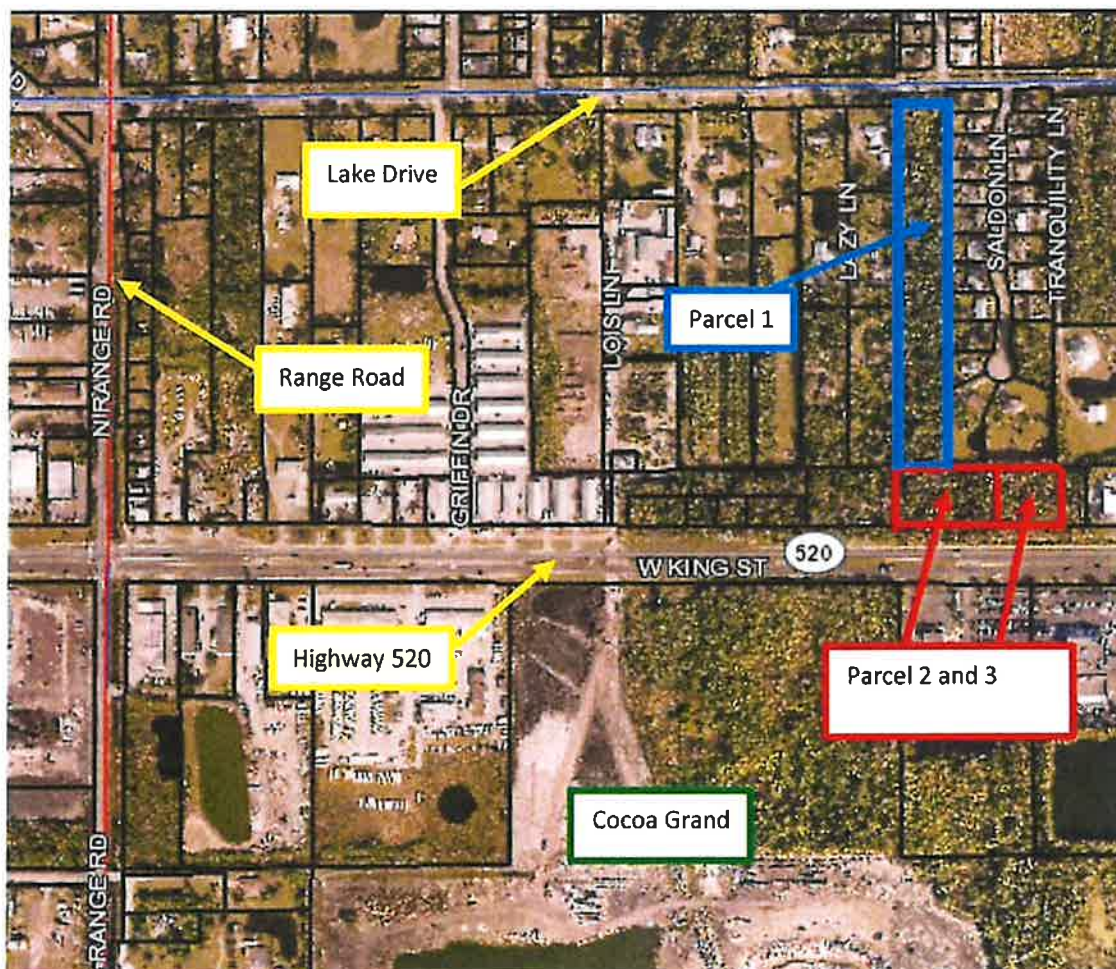 D
Lake Drive
LAZY LN
SALDON LN
TRANQUILITY LN
LOIS LN
Parcel 1
N RANGE RD
Range Road
GRIFFIN DR
520
W KING ST
Highway 520
Parcel 2 and 3
Cocoa Grand
RANGE RD